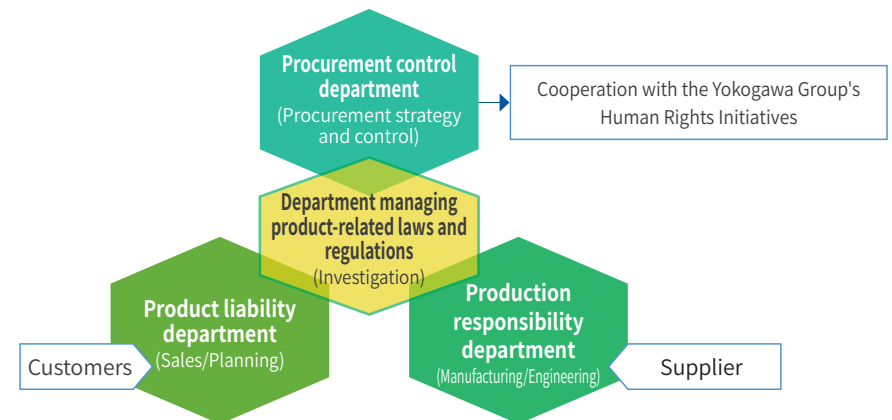 Procurement control
department
(Procurement strategy
and control)
Cooperation with the Yokogawa Group's
Human Rights Initiatives
Department managing
product-related laws and
regulations
(Investigation)
Product liability
department
(Sales/Planning)
Production
responsibility
department
(Manufacturing/Engineering)
Customers
Supplier